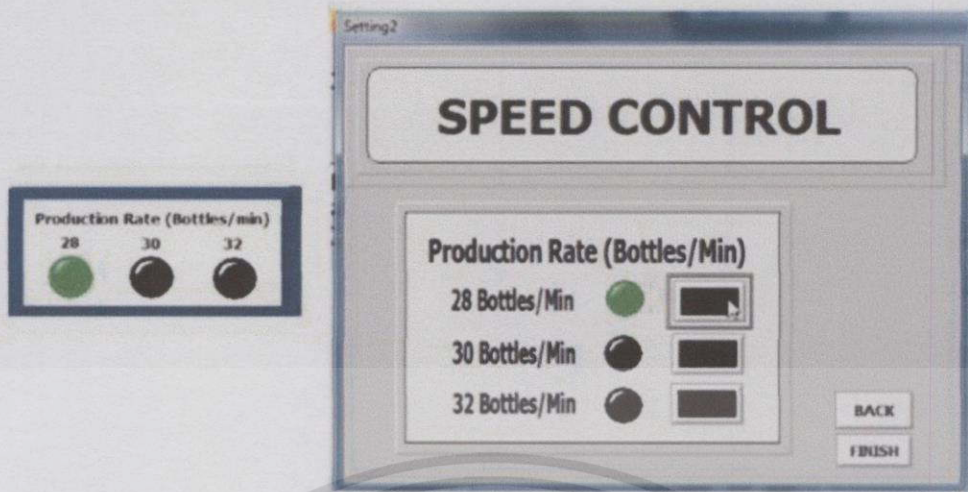 Production Rate (Bottles/min)
28 30 32
Setting2
SPEED CONTROL
Production Rate (Bottles/Min)
28 Bottles/Min
30 Bottles/Min
32 Bottles/Min
BACK
FINISH